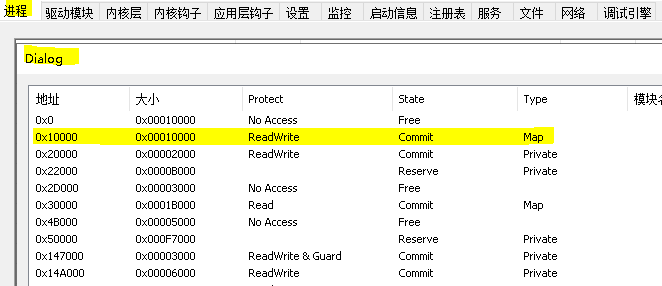 进程 驱动模块 内核层 内核钩子 应用层钩子 设置 监控 启动信息 注册表 服务 文件 网络 调试引擎
Dialog
地址 大小 Protect State Type 模块
0x0 0x00010000 No Access Free
0x10000 0x00010000 ReadWrite Commit Map
0x20000 0x00002000 ReadWrite Commit Private
0x22000 0x0000B000 Reserve Private
0x2D000 0x00003000 No Access Free
0x30000 0x0001B000 Read Commit Map
0x4B000 0x00005000 No Access Free
0x50000 0x000F7000 Reserve Private
0x147000 0x00003000 ReadWrite & Guard Commit Private
0x14A000 0x00006000 ReadWrite Commit Private